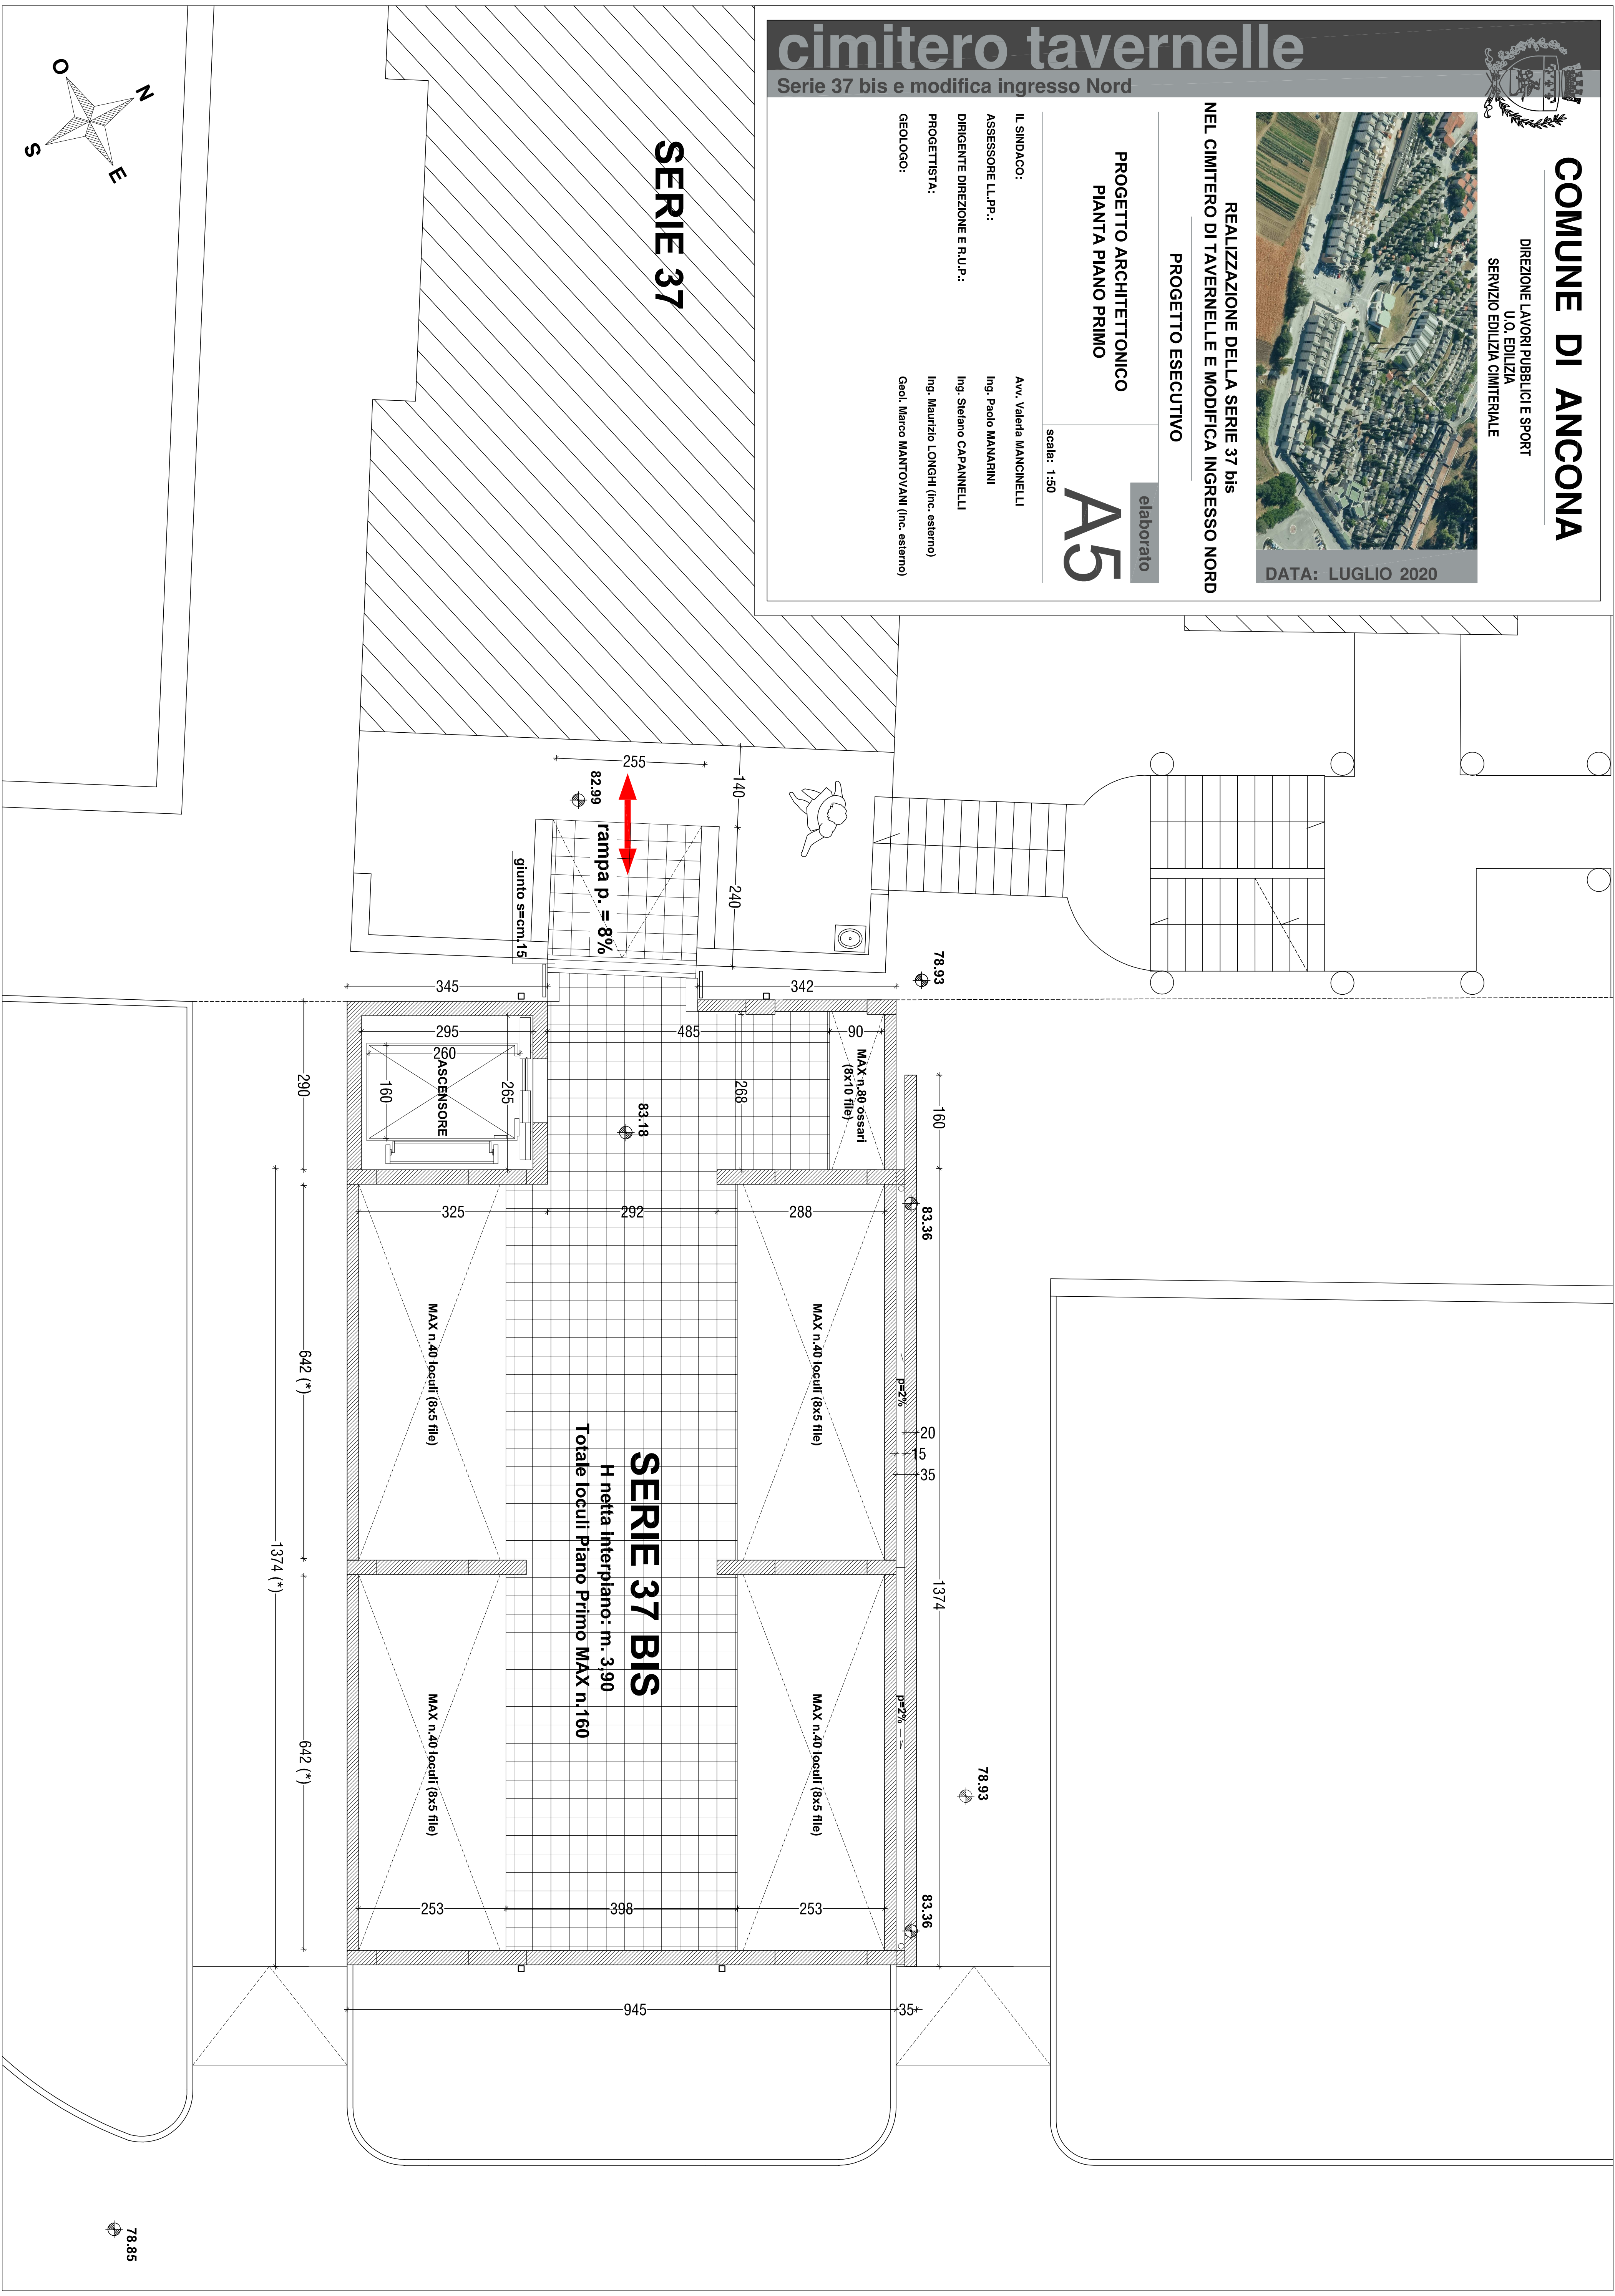 cimitero tavernelle
Serie 37 bis e modifica ingresso Nord
COMUNE DI ANCONA
DIREZIONE LAVORI PUBBLICI E SPORT
U.O. EDILIZIA
SERVIZIO EDILIZIA CIMITERIALE
DATA: LUGLIO 2020
REALIZZAZIONE DELLA SERIE 37 bis
NEL CIMITERO DI TAVERNELLE E MODIFICA INGRESSO NORD
PROGETTO ESECUTIVO
PROGETTO ARCHITETTONICO
PIANTA PIANO PRIMO
elaborato
A5
scala: 1:50
IL SINDACO: Avv. Valeria MANCINELLI
ASSESSORE LL.PP.: Ing. Paolo MANARINI
DIRIGENTE DIREZIONE E R.U.P.: Ing. Stefano CAPANNELLI
PROGETTISTA: Ing. Maurizio LONGHI (inc. esterno)
GEOLOGO: Geol. Marco MANTOVANI (inc. esterno)
O
N
S
E
SERIE 37
255
140
82.99
rampa p. = 8%
240
giunto s=cm.15
78.93
345
342
295
485
90
260
ASCENSORE
160
265
268
290
83.18
MAX n.80 ossari
(8x10 file)
160
83.36
325
292
288
MAX n.40 loculi (8x5 file)
MAX n.40 loculi (8x5 file)
642 (*)
p=2%
20
15
35
SERIE 37 BIS
H netta interpiano: m. 3,90
Totale loculi Piano Primo MAX n.160
1374 (*)
1374
642 (*)
MAX n.40 loculi (8x5 file)
MAX n.40 loculi (8x5 file)
p=2%
78.93
83.36
253
398
253
945
35
78.85